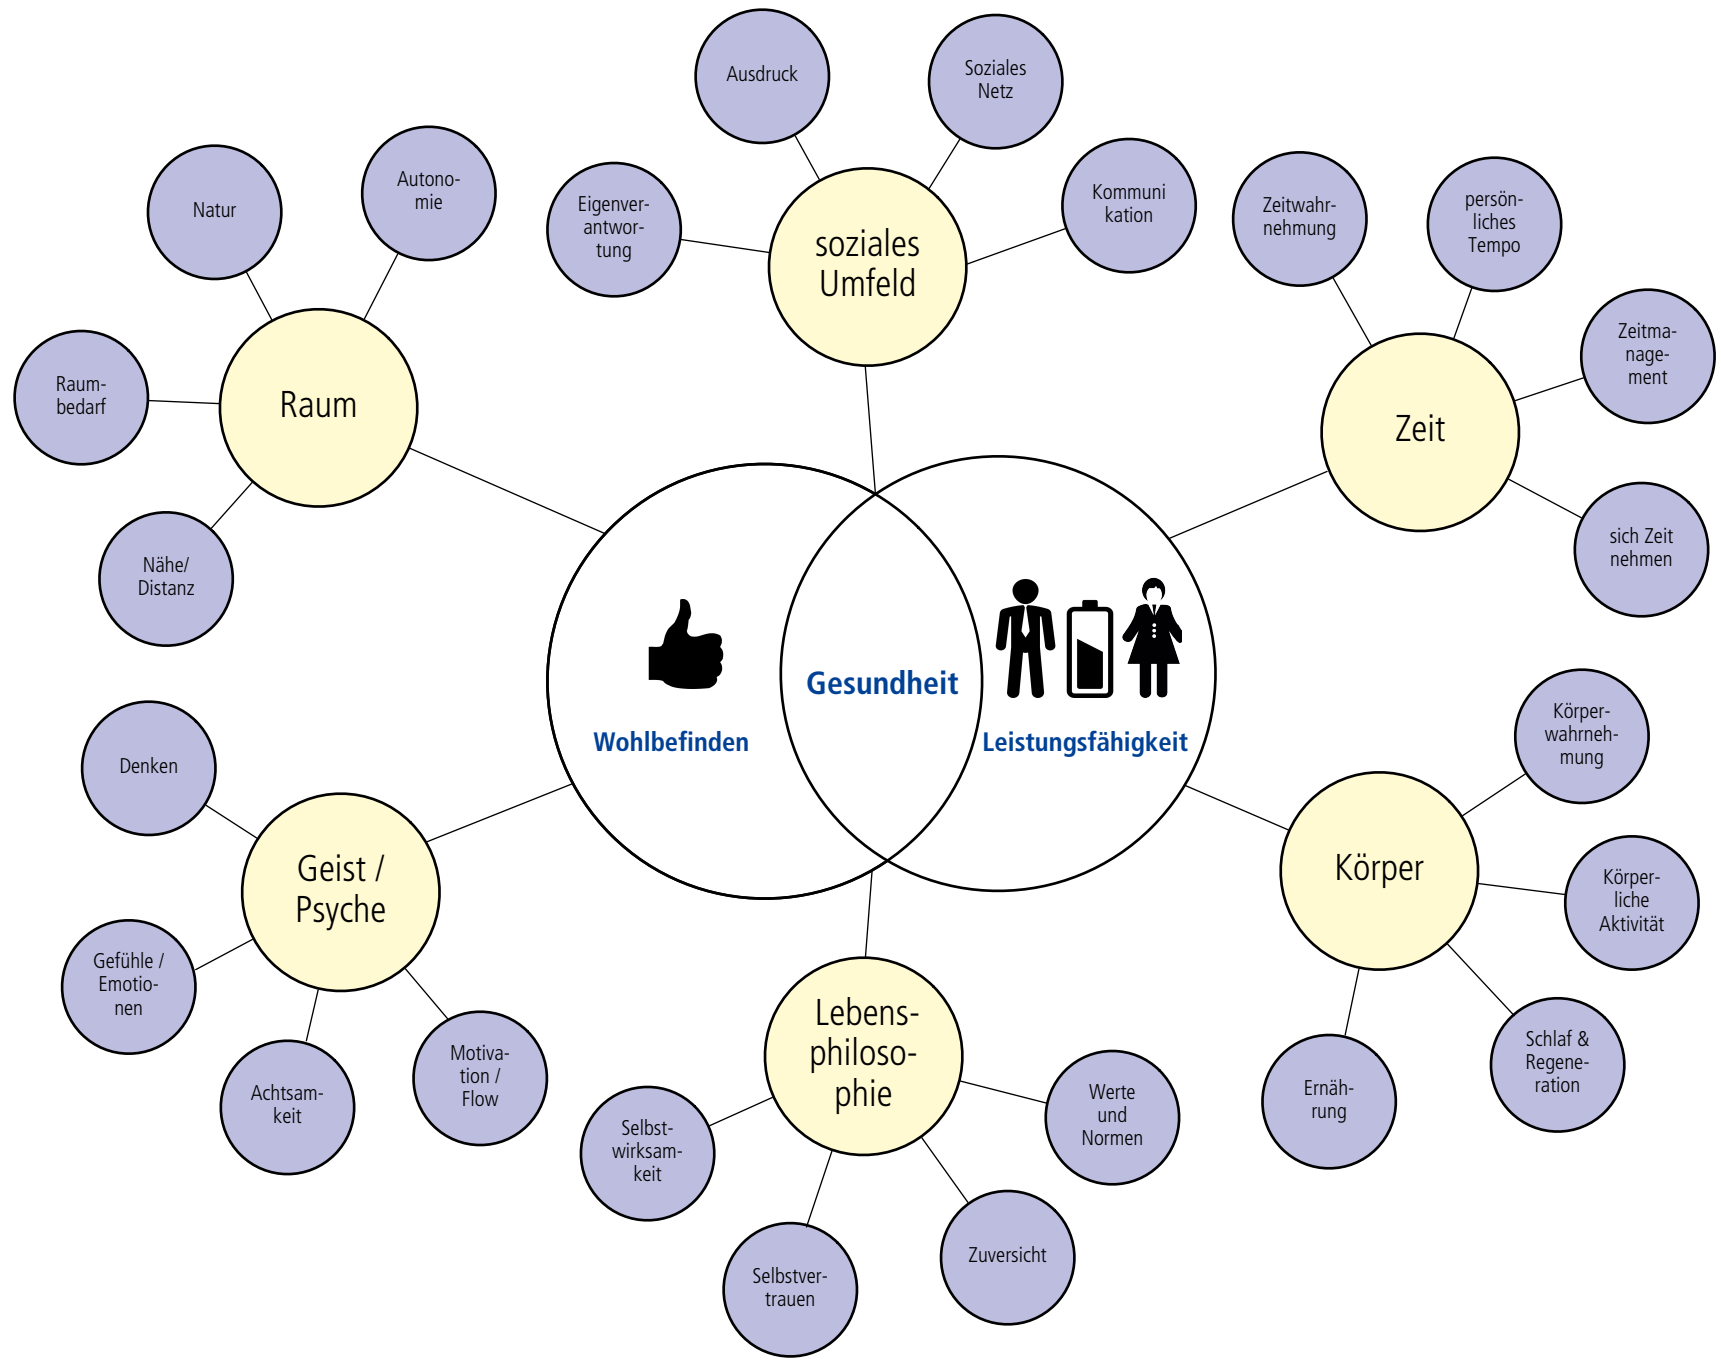 Ausdruck
Soziales
Netz
Eigenver-
antwor-
tung
Kommuni
kation
soziales
Umfeld
Natur
Autono-
mie
Raum-
bedarf
Nähe/
Distanz
Raum
Zeitwahr-
nehmung
persön-
liches
Tempo
Zeitma-
nage-
ment
sich Zeit
nehmen
Zeit
Wohlbefinden
Gesundheit
Leistungsfähigkeit
Denken
Gefühle /
Emotio-
nen
Achtsam-
keit
Motiva-
tion /
Flow
Geist /
Psyche
Lebens-
philoso-
phie
Selbst-
wirksam-
keit
Selbstver-
trauen
Zuversicht
Werte
und
Normen
Körper
Körper-
wahrneh-
mung
Körper-
liche
Aktivität
Schlaf &
Regene-
ration
Ernäh-
rung